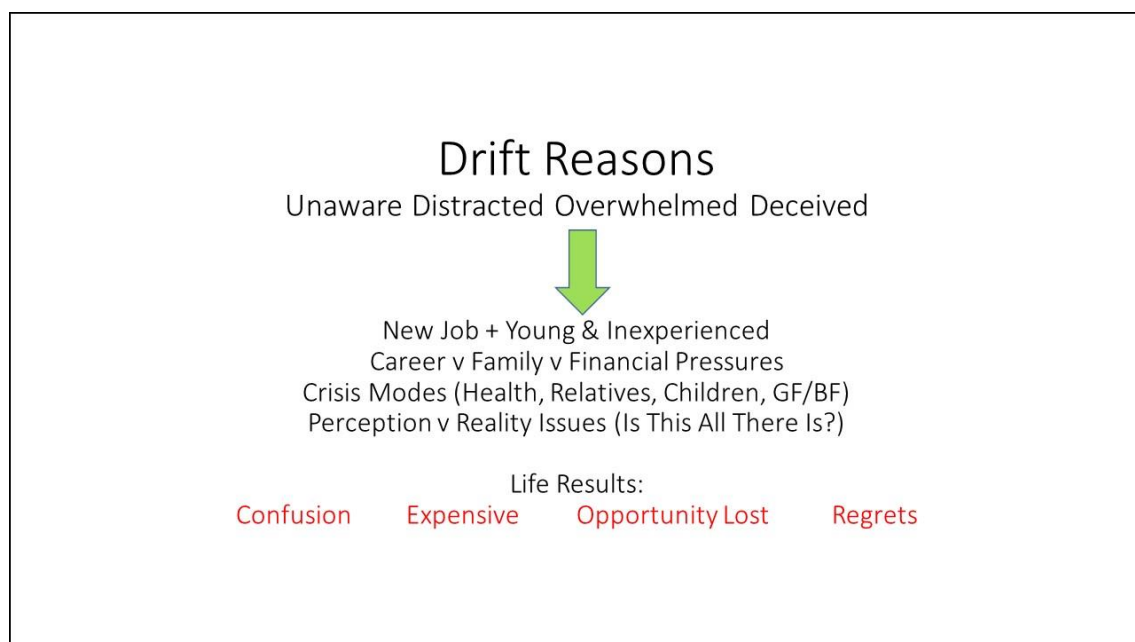 Drift Reasons
Unaware Distracted Overwhelmed Deceived
New Job + Young & Inexperienced
Career v Family v Financial Pressures
Crisis Modes (Health, Relatives, Children, GF/BF)
Perception v Reality Issues (Is This All There Is?)
Life Results:
Confusion Expensive Opportunity Lost Regrets